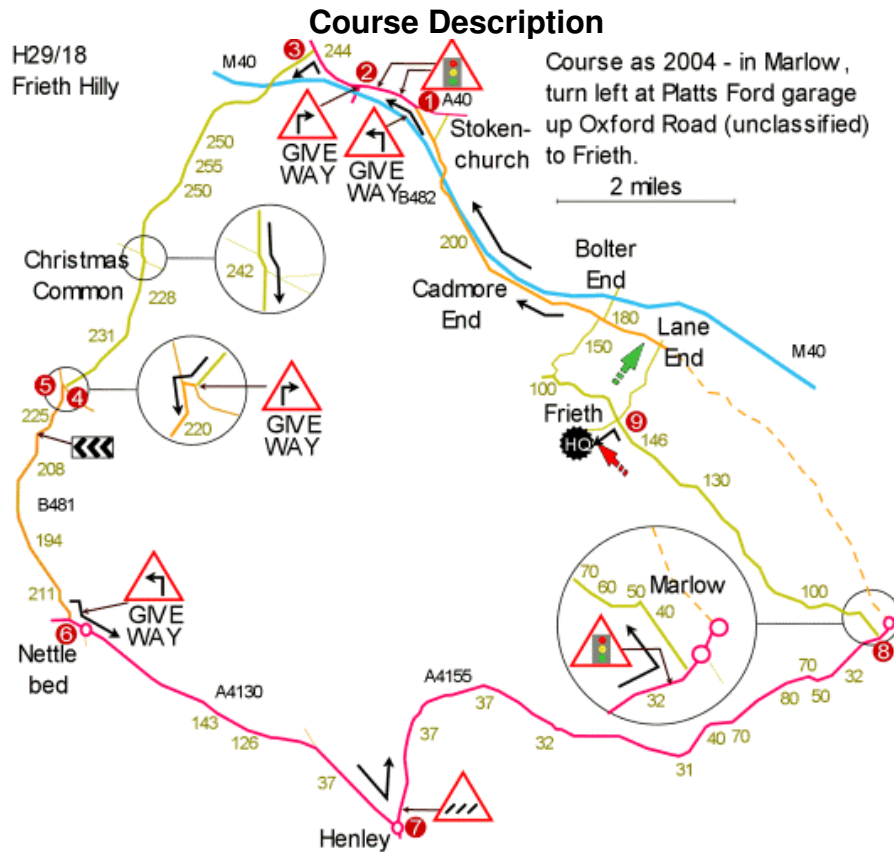 Course Description
H29/18
Frieth Hilly
Course as 2004 - in Marlow,
turn left at Platts Ford garage
up Oxford Road (unclassified)
to Frieth.
2 miles
3
244
M40
2
1
A40
Stoken-
church
GIVE
WAY
GIVE
WAY
B482
250
255
250
200
Christmas
Common
242
228
Bolter
End
Cadmore
End
180
Lane
End
150
M40
231
100
5
4
225
220
GIVE
WAY
Frieth
9
HQ
146
208
130
B481
194
211
GIVE
WAY
6
Nettle
bed
70
60
50
40
Marlow
32
100
8
A4130
A4155
143
126
37
37
37
32
31
40
70
80
70
50
32
7
Henley